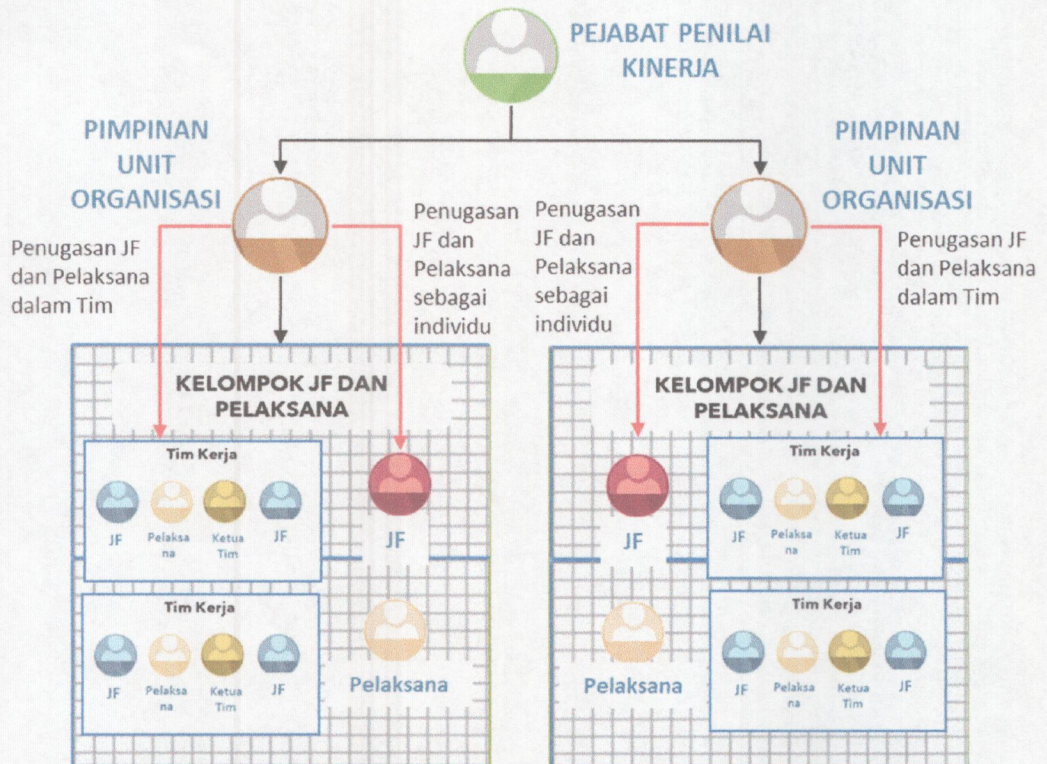 PEJABAT PENILAI
KINERJA
PIMPINAN
UNIT
ORGANISASI
PIMPINAN
UNIT
ORGANISASI
Penugasan JF
dan Pelaksana
dalam Tim
Penugasan
JF dan
Pelaksana
sebagai
individu
Penugasan
JF dan
Pelaksana
sebagai
individu
Penugasan JF
dan Pelaksana
dalam Tim
KELOMPOK JF DAN
PELAKSANA
Tim Kerja
JF
Pelaksa
na
Ketua
Tim
JF
JF
Tim Kerja
JF
Pelaksa
na
Ketua
Tim
JF
Pelaksana
KELOMPOK JF DAN
PELAKSANA
JF
Tim Kerja
JF
Pelaksa
na
Ketua
Tim
JF
Pelaksana
Tim Kerja
JF
Pelaksa
na
Ketua
Tim
JF